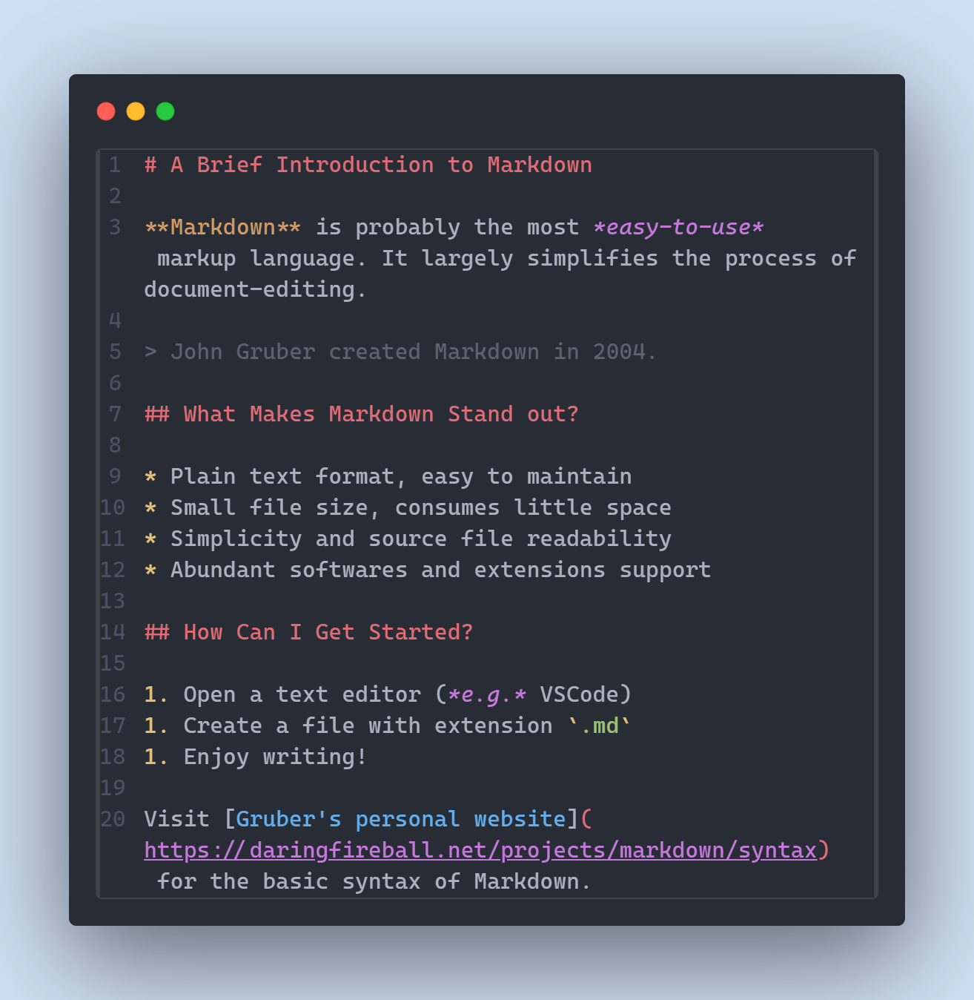 1 # A Brief Introduction to Markdown
2
3 **Markdown** is probably the most *easy-to-use*
markup language. It largely simplifies the process of
document-editing.
4
5 > John Gruber created Markdown in 2004.
6
7 ## What Makes Markdown Stand out?
8
9 * Plain text format, easy to maintain
10 * Small file size, consumes little space
11 * Simplicity and source file readability
12 * Abundant softwares and extensions support
13
14 ## How Can I Get Started?
15
16 1. Open a text editor (*e.g.* VSCode)
17 1. Create a file with extension `.md`
18 1. Enjoy writing!
19
20 Visit [Gruber's personal website](
https://daringfireball.net/projects/markdown/syntax)
for the basic syntax of Markdown.